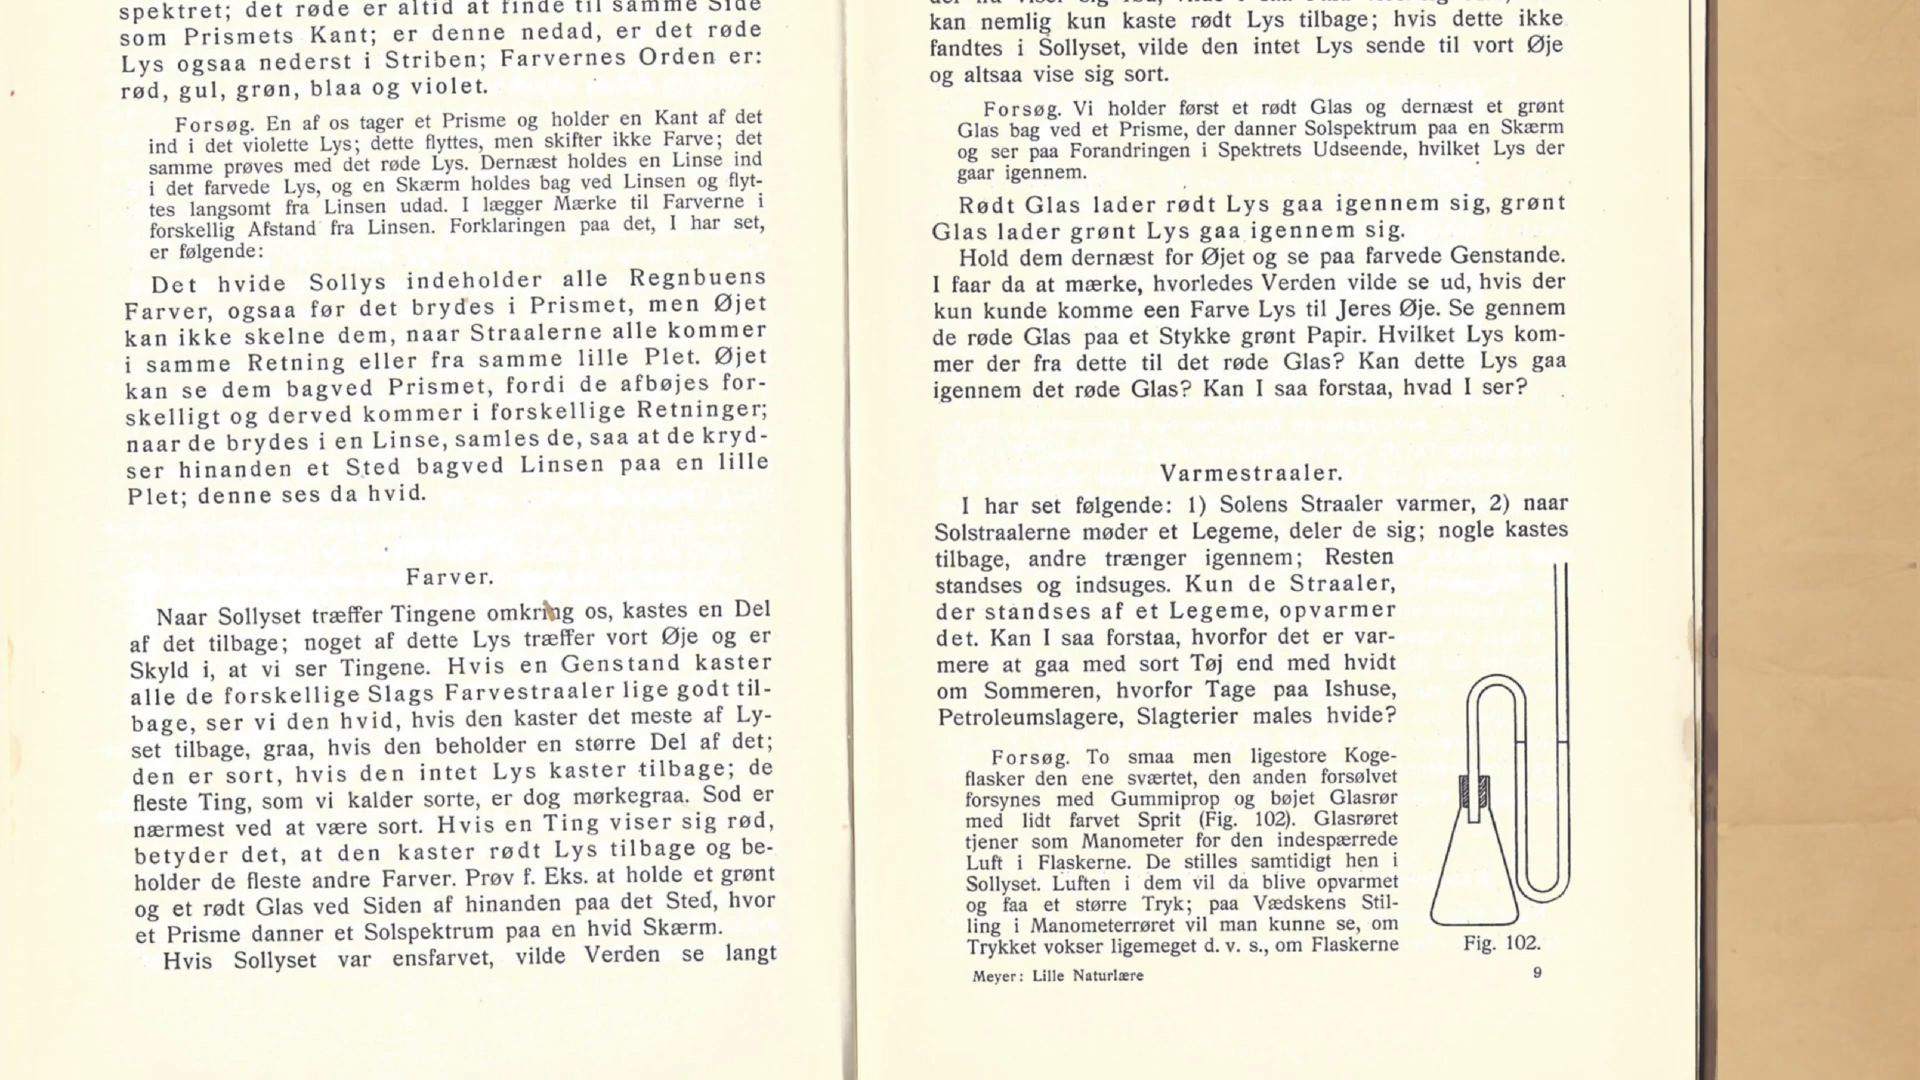 spektret; det røde er altid at finde til samme Side
som Prismets Kant; er denne nedad, er det røde
Lys ogsaa nederst i Striben; Farvernes Orden er:
rød, gul, grøn, blaa og violet.
Forsøg. En af os tager et Prisme og holder en Kant af det
ind i det violette Lys; dette flyttes, men skifter ikke Farve; det
samme prøves med det røde Lys. Dernæst holdes en Linse ind
i det farvede Lys, og en Skærm holdes bag ved Linsen og flyt-
tes langsomt fra Linsen udad. I lægger Mærke til Farverne i
forskellig Afstand fra Linsen. Forklaringen paa det, I har set,
er følgende:
Det hvide Sollys indeholder alle Regnbuens
Farver, ogsaa før det brydes i Prismet, men Øjet
kan ikke skelne dem, naar Straalerne alle kommer
i samme Retning eller fra samme lille Plet. Øjet
kan se dem bagved Prismet, fordi de afbøjes for-
skelligt og derved kommer i forskellige Retninger;
naar de brydes i en Linse, samles de, saa at de kryd-
ser hinanden et Sted bagved Linsen paa en lille
Plet; denne ses da hvid.
Farver.
Naar Sollyset træffer Tingene omkring os, kastes en Del
af det tilbage; noget af dette Lys træffer vort Øje og er
Skyld i, at vi ser Tingene. Hvis en Genstand kaster
alle de forskellige Slags Farvestraaler lige godt til-
bage, ser vi den hvid, hvis den kaster det meste af Ly-
set tilbage, graa, hvis den beholder en større Del af det;
den er sort, hvis den intet Lys kaster tilbage; de
fleste Ting, som vi kalder sorte, er dog mørkegraa. Sod er
nærmest ved at være sort. Hvis en Ting viser sig rød,
betyder det, at den kaster rødt Lys tilbage og be-
holder de fleste andre Farver. Prøv f. Eks. at holde et grønt
og et rødt Glas ved Siden af hinanden paa det Sted, hvor
et Prisme danner et Solspektrum paa en hvid Skærm.
Hvis Sollyset var ensfarvet, vilde Verden se langt
kan nemlig kun kaste rødt Lys tilbage; hvis dette ikke
fandtes i Sollyset, vilde den intet Lys sende til vort Øje
og altsaa vise sig sort.
Forsøg. Vi holder først et rødt Glas og dernæst et grønt
Glas bag ved et Prisme, der danner Solspektrum paa en Skærm
og ser paa Forandringen i Spektrets Udseende, hvilket Lys der
gaar igennem.
Rødt Glas lader rødt Lys gaa igennem sig, grønt
Glas lader grønt Lys gaa igennem sig.
Hold dem dernæst for Øjet og se paa farvede Genstande.
I faar da at mærke, hvorledes Verden vilde se ud, hvis der
kun kunde komme een Farve Lys til Jeres Øje. Se gennem
de røde Glas paa et Stykke grønt Papir. Hvilket Lys kom-
mer der fra dette til det røde Glas? Kan dette Lys gaa
igennem det røde Glas? Kan I saa forstaa, hvad I ser?
Varmestraaler.
I har set følgende: 1) Solens Straaler varmer, 2) naar
Solstraalerne møder et Legeme, deler de sig; nogle kastes
tilbage, andre trænger igennem; Resten
standses og indsuges. Kun de Straaler,
der standses af et Legeme, opvarmer
det. Kan I saa forstaa, hvorfor det er var-
mere at gaa med sort Tøj end med hvidt
om Sommeren, hvorfor Tage paa Ishuse,
Petroleumslagere, Slagterier males hvide?
Forsøg. To smaa men ligestore Koge-
flasker den ene sværtet, den anden forsølvet
forsynes med Gummiprop og bøjet Glasrør
med lidt farvet Sprit (Fig. 102). Glasrøret
tjener som Manometer for den indespærrede
Luft i Flaskerne. De stilles samtidigt hen i
Sollyset. Luften i dem vil da blive opvarmet
og faa et større Tryk; paa Vædskens Stil-
ling i Manometerrøret vil man kunne se, om
Trykket vokser ligemeget d. v. s., om Flaskerne
Fig. 102.
Meyer: Lille Naturlære
9